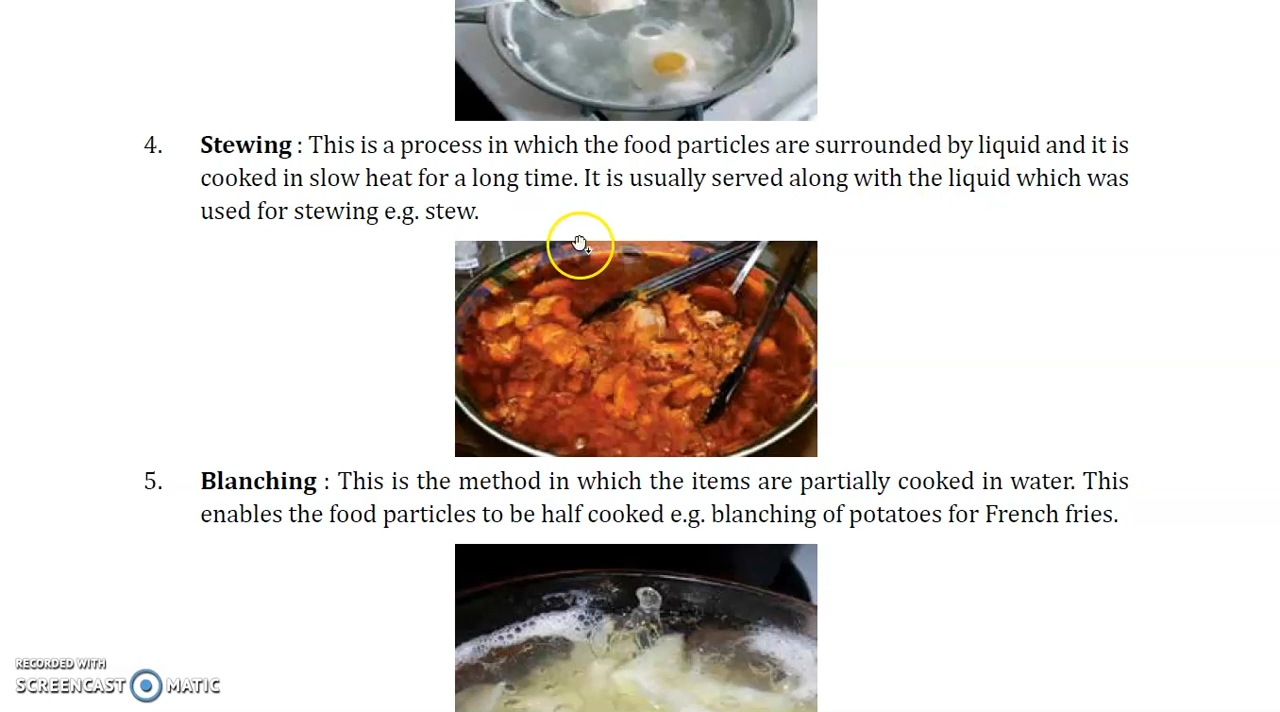 4. Stewing : This is a process in which the food particles are surrounded by liquid and it is
cooked in slow heat for a long time. It is usually served along with the liquid which was
used for stewing e.g. stew.
5. Blanching : This is the method in which the items are partially cooked in water. This
enables the food particles to be half cooked e.g. blanching of potatoes for French fries.
RECORDED WITH
SCREENCAST MATIC